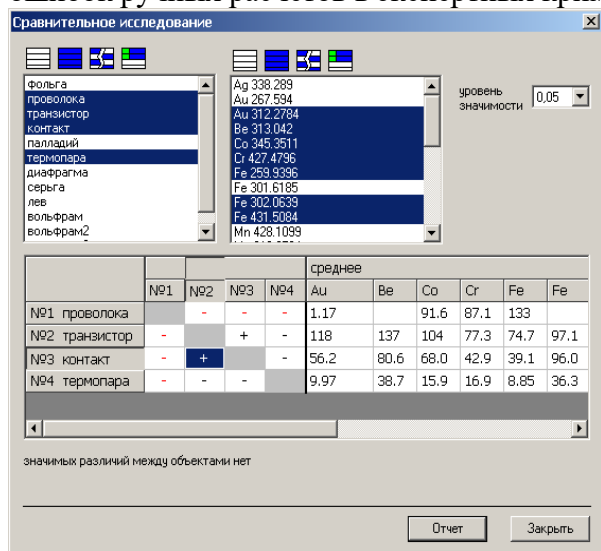 Сравнительное исследование
фольга
проволока
транзистор
контакт
палладий
термопара
диафрагма
серьга
лев
вольфрам
вольфрам2
Ag 338.289
Au 267.594
Au 312.2784
Be 313.042
Co 345.3511
Cr 427.4796
Fe 259.9396
Fe 301.6185
Fe 302.0639
Fe 431.5084
Mn 428.1099
уровень
значимости
0,05
среднее
№1 №2 №3 №4 Au Be Co Cr Fe Fe
№1 проволока - - - 1.17 91.6 87.1 133
№2 транзистор - + - 118 137 104 77.3 74.7 97.1
№3 контакт - + - 56.2 80.6 68.0 42.9 39.1 96.0
№4 термопара - - - 9.97 38.7 15.9 16.9 8.85 36.3
значимых различий между объектами нет
Отчет Закрыть